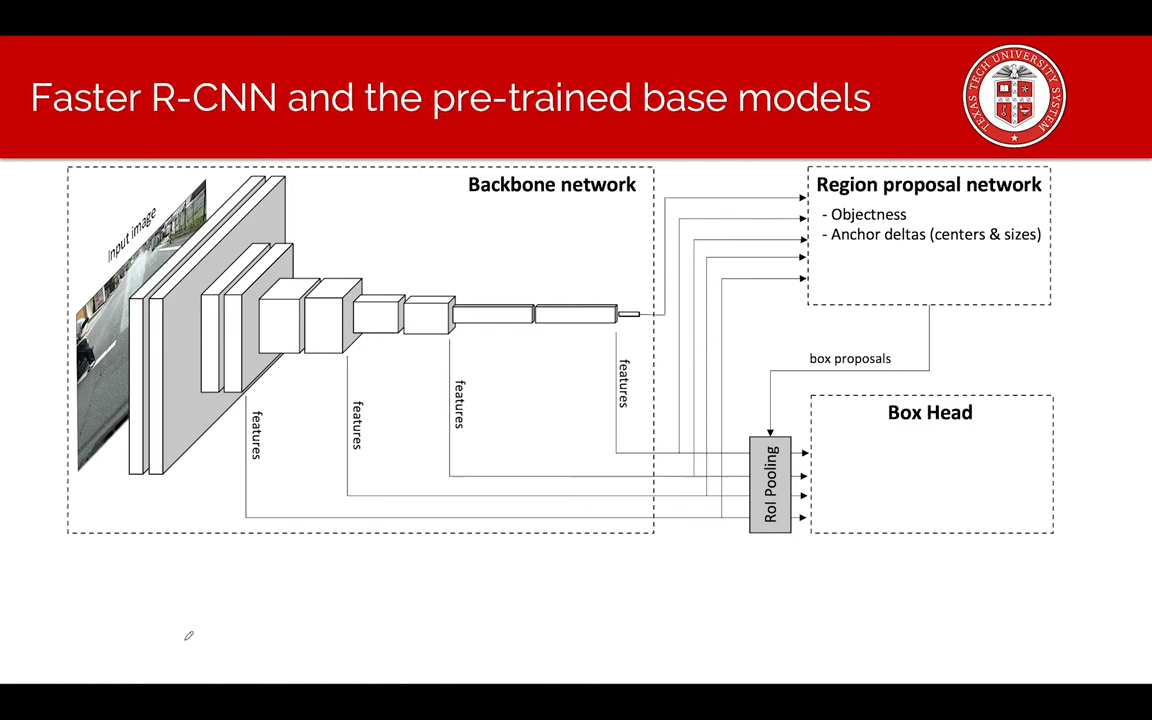 Faster R-CNN and the pre-trained base models
TEXAS TECH UNIVERSITY SYSTEM
Backbone network
Input image
features
features
features
features
Region proposal network
- Objectness
- Anchor deltas (centers & sizes)
box proposals
RoI Pooling
Box Head